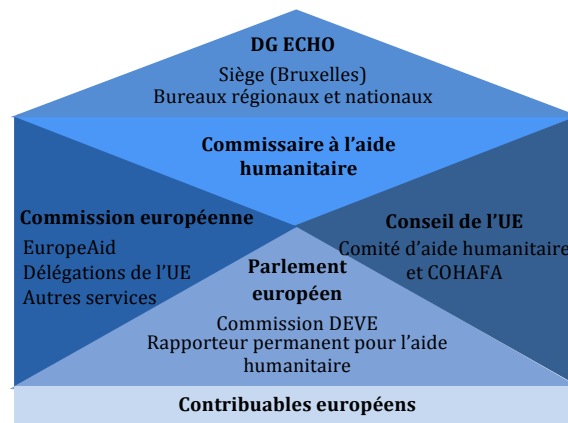 DG ECHO
Siège (Bruxelles)
Bureaux régionaux et nationaux
Commissaire à l'aide
humanitaire
Commission européenne
EuropeAid
Délégations de l'UE
Autres services
Conseil de l'UE
Comité d'aide humanitaire
et COHAFA
Parlement
européen
Commission DEVE
Rapporteur permanent pour l'aide
humanitaire
Contribuables européens